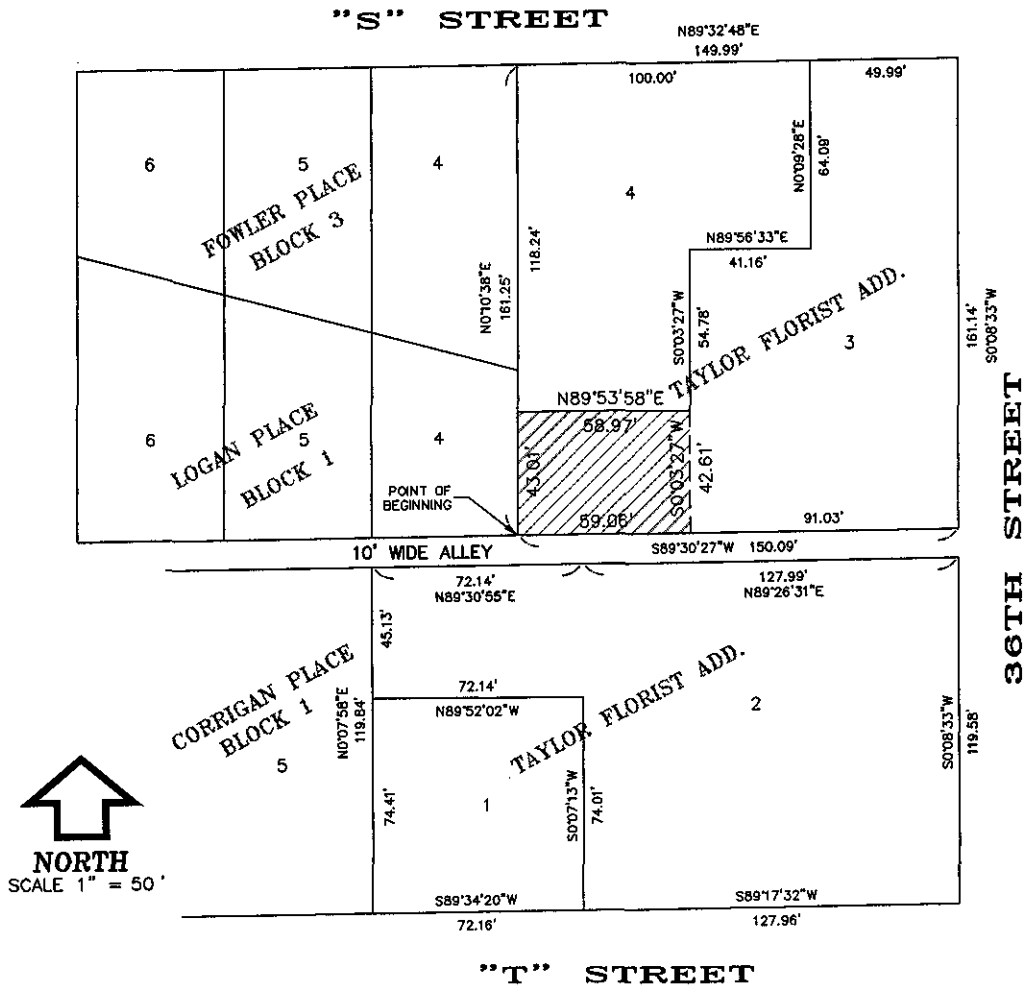 "S" STREET
N89°32'48"E
149.99'
100.00'
49.99'
6
5
4
FOWLER PLACE
BLOCK 3
N0°10'38"E
161.25'
118.24'
4
N0°09'28"E
64.09'
N89°56'33"E
41.16'
S0°03'27"W
54.78'
TAYLOR FLORIST ADD.
3
161.14'
S0°08'33"W
36TH STREET
LOGAN PLACE
BLOCK 1
6
5
4
N89°53'58"E
58.97'
43.01'
S0°03'27"W
42.61'
59.06'
91.03'
POINT OF
BEGINNING
10' WIDE ALLEY
S89°30'27"W 150.09'
72.14'
N89°30'55"E
127.99'
N89°26'31"E
45.13'
CORRIGAN PLACE
BLOCK 1
5
N0°07'58"E
119.84'
72.14'
N89°52'02"W
TAYLOR FLORIST ADD.
2
S0°08'33"W
119.58'
74.41'
1
S0°07'13"W
74.01'
S89°34'20"W
72.16'
S89°17'32"W
127.96'
NORTH
SCALE 1" = 50'
"T" STREET